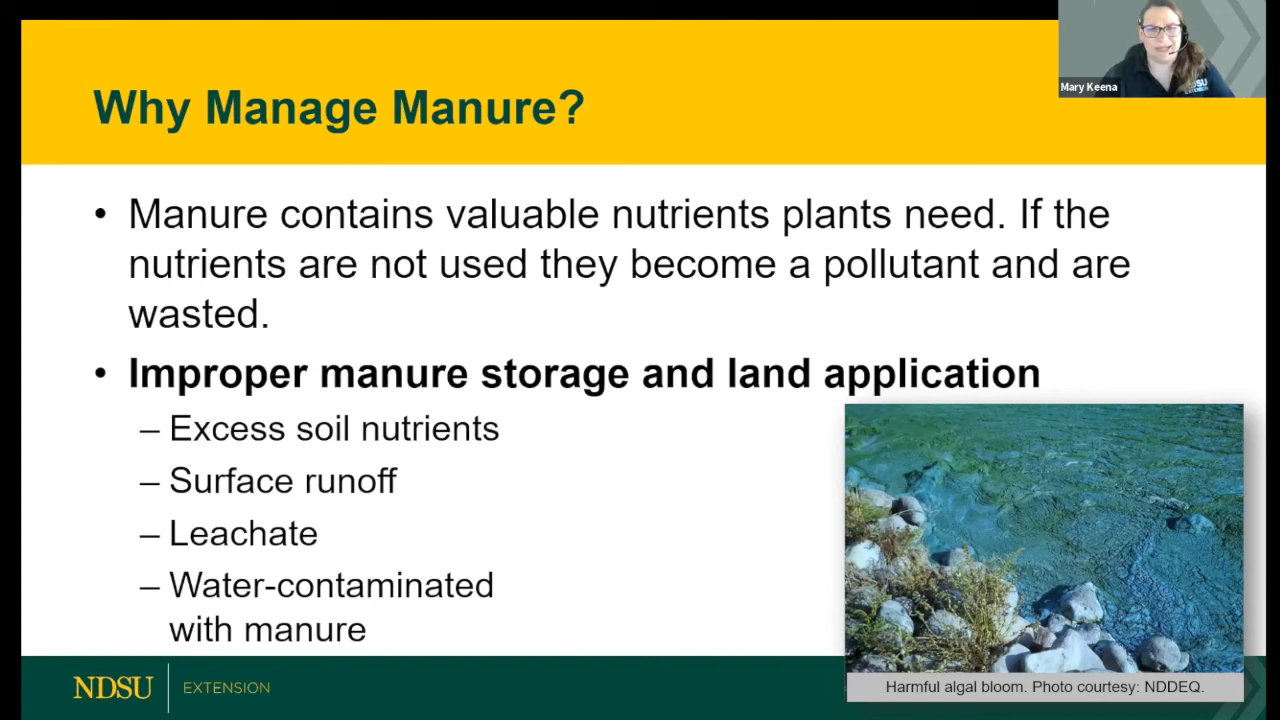 Why Manage Manure?
Mary Keena
• Manure contains valuable nutrients plants need. If the
nutrients are not used they become a pollutant and are
wasted.
• Improper manure storage and land application
– Excess soil nutrients
– Surface runoff
– Leachate
– Water-contaminated
with manure
Harmful algal bloom. Photo courtesy: NDDEQ.
NDSU EXTENSION